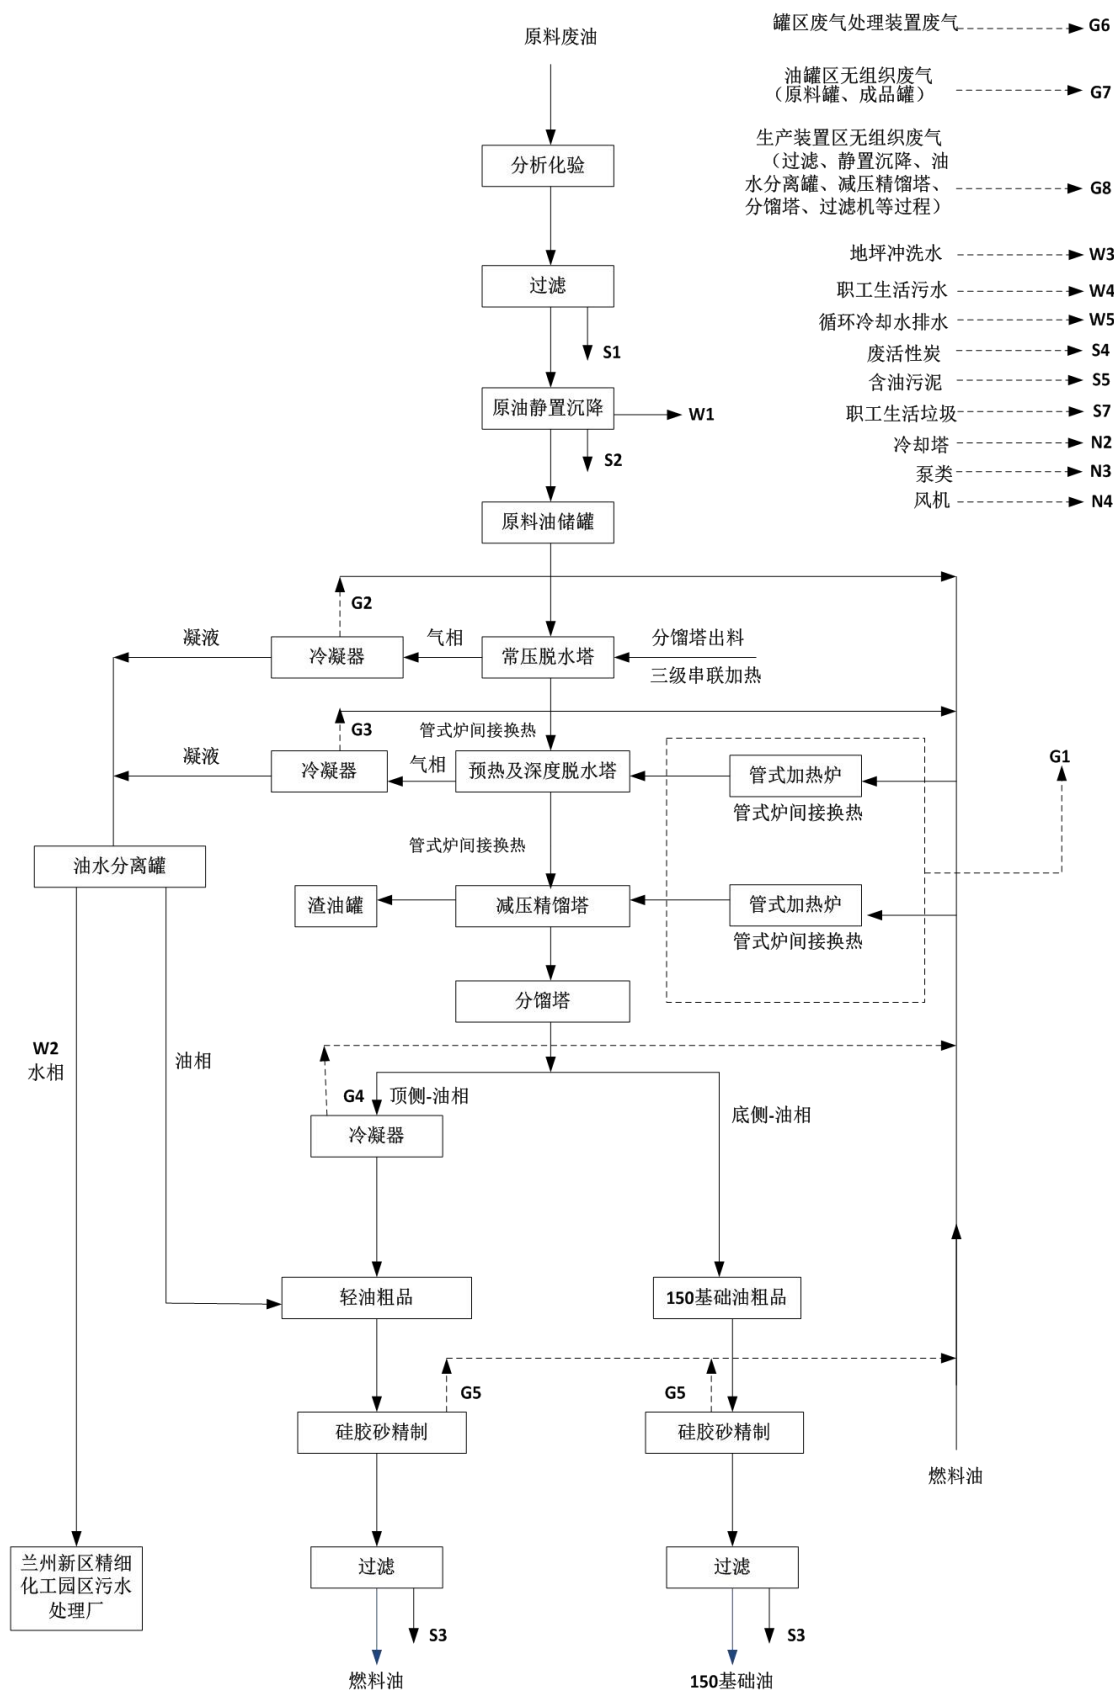 原料废油
罐区废气处理装置废气
G6
油罐区无组织废气
（原料罐、成品罐）
G7
分析化验
生产装置区无组织废气
（过滤、静置沉降、油
水分离罐、减压精馏塔、
分馏塔、过滤机等过程）
G8
地坪冲洗水
W3
过滤
职工生活污水
W4
循环冷却水排水
W5
S1
废活性炭
S4
含油污泥
S5
原油静置沉降
W1
职工生活垃圾
S7
冷却塔
N2
S2
泵类
N3
风机
N4
原料油储罐
G2
凝液
冷凝器
气相
常压脱水塔
分馏塔出料
三级串联加热
G3
管式炉间接换热
凝液
冷凝器
气相
预热及深度脱水塔
管式加热炉
管式炉间接换热
G1
管式炉间接换热
油水分离罐
渣油罐
减压精馏塔
管式加热炉
管式炉间接换热
分馏塔
W2
水相
油相
G4
顶侧-油相
底侧-油相
冷凝器
轻油粗品
150基础油粗品
G5
G5
硅胶砂精制
硅胶砂精制
燃料油
兰州新区精细
化工园区污水
处理厂
过滤
过滤
S3
S3
燃料油
150基础油